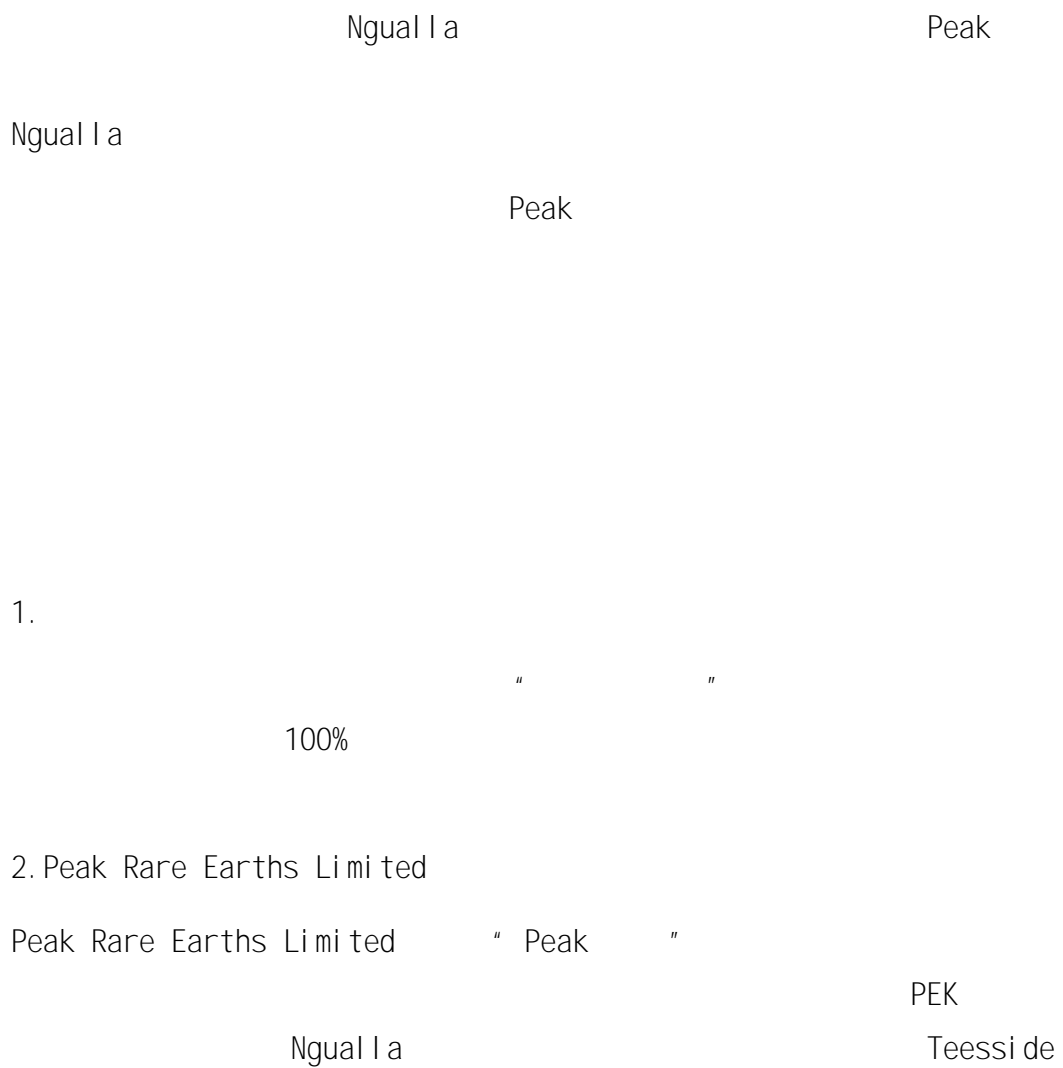 Ngualla Peak
Ngualla
Peak
1.
“ ”
100%
2.Peak Rare Earths Limited
Peak Rare Earths Limited “ Peak ”
PEK
Ngualla Teesside